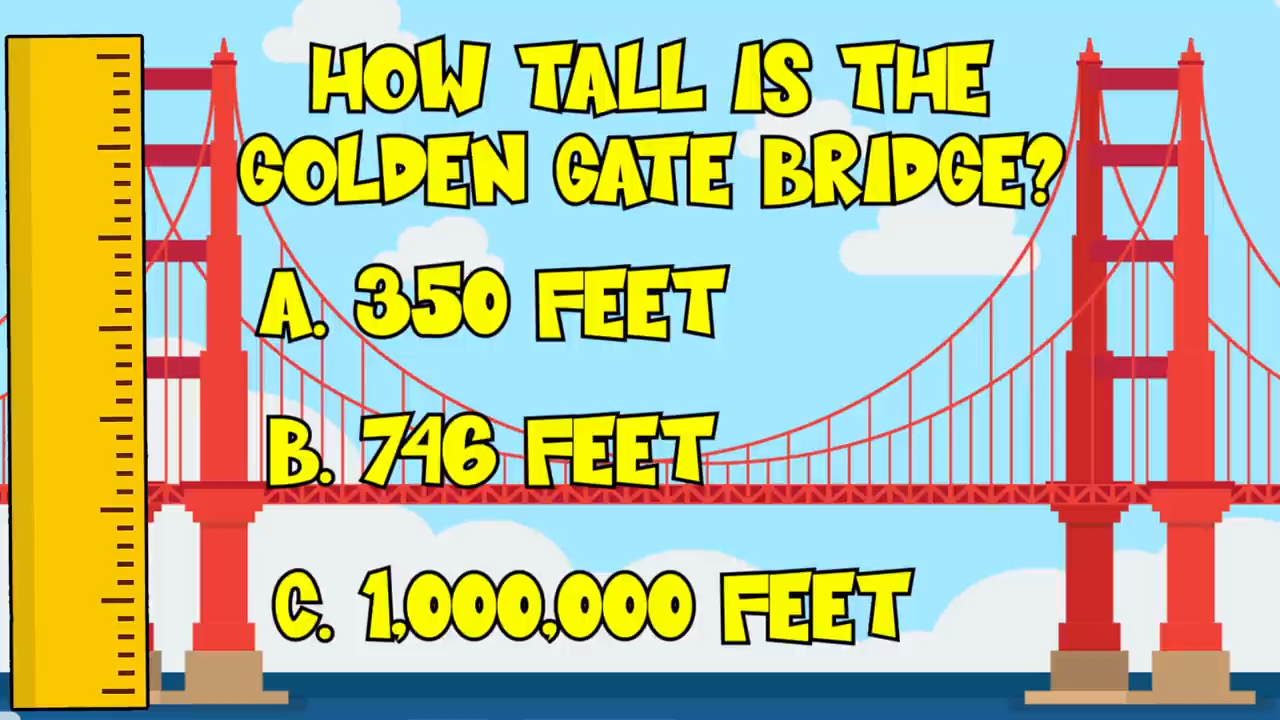 HOW TALL IS THE
GOLDEN GATE BRIDGE?
A. 350 FEET
B. 746 FEET
C. 1,000,000 FEET